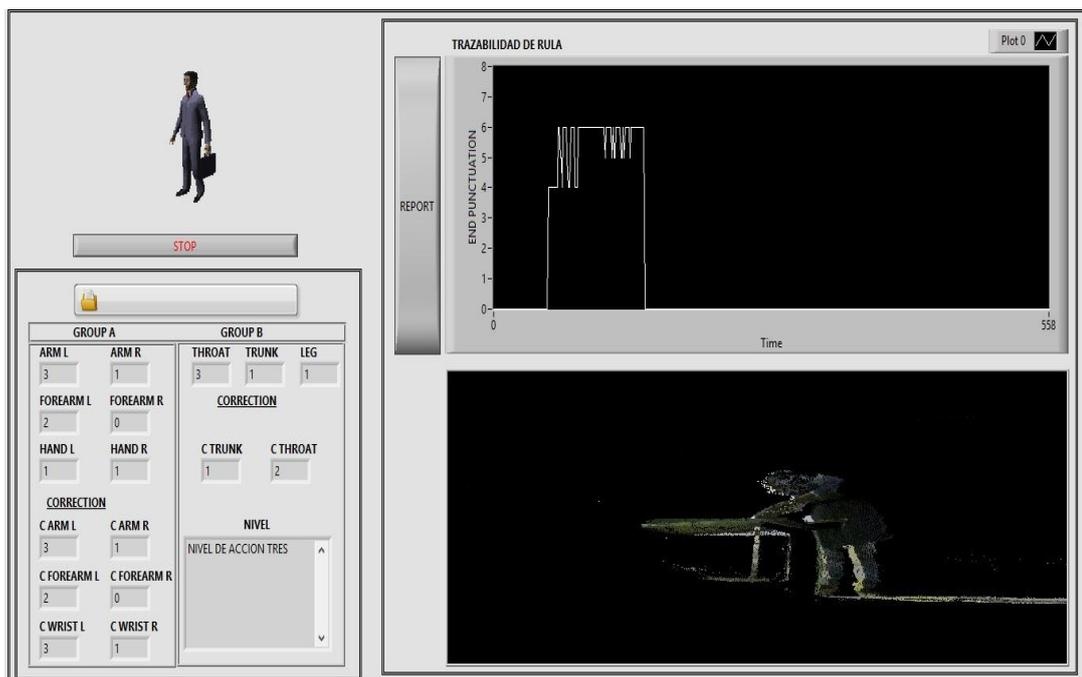 STOP
GROUP A GROUP B
ARM L ARM R THROAT TRUNK LEG
3 1 3 1 1
FOREARM L FOREARM R CORRECTION
2 0
HAND L HAND R C TRUNK C THROAT
1 1 1 2
CORRECTION
C ARM L C ARM R NIVEL
3 1 NIVEL DE ACCION TRES
C FOREARM L C FOREARM R
2 0
C WRIST L C WRIST R
3 1
REPORT
TRAZABILIDAD DE RULA
Plot 0
END PUNCTUATION
8
7
6
5
4
3
2
1
0
0 558
Time